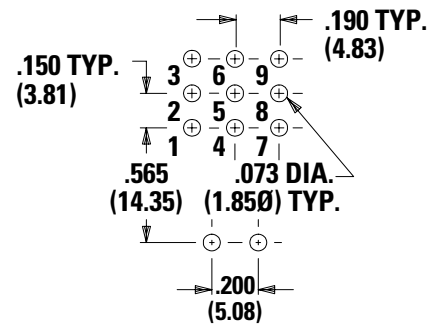 .190 TYP.
(4.83)
.150 TYP.
(3.81)
3 6 9
2 5 8
1 4 7
.565
(14.35)
.073 DIA.
(1.85Ø) TYP.
.200
(5.08)